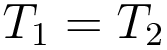 T₁ = T₂